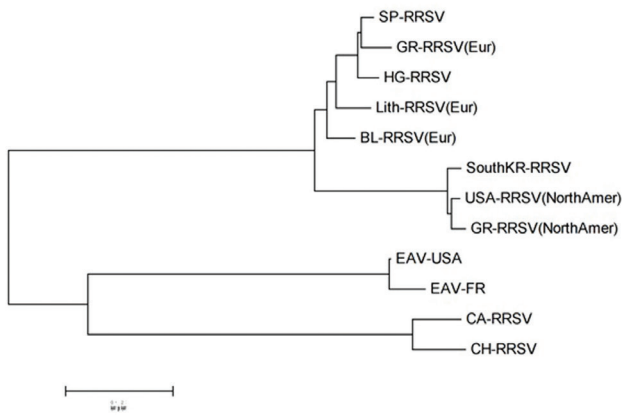 SP-RRSV
GR-RRSV(Eur)
HG-RRSV
Lith-RRSV(Eur)
BL-RRSV(Eur)
SouthKR-RRSV
USA-RRSV(NorthAmer)
GR-RRSV(NorthAmer)
EAV-USA
EAV-FR
CA-RRSV
CH-RRSV